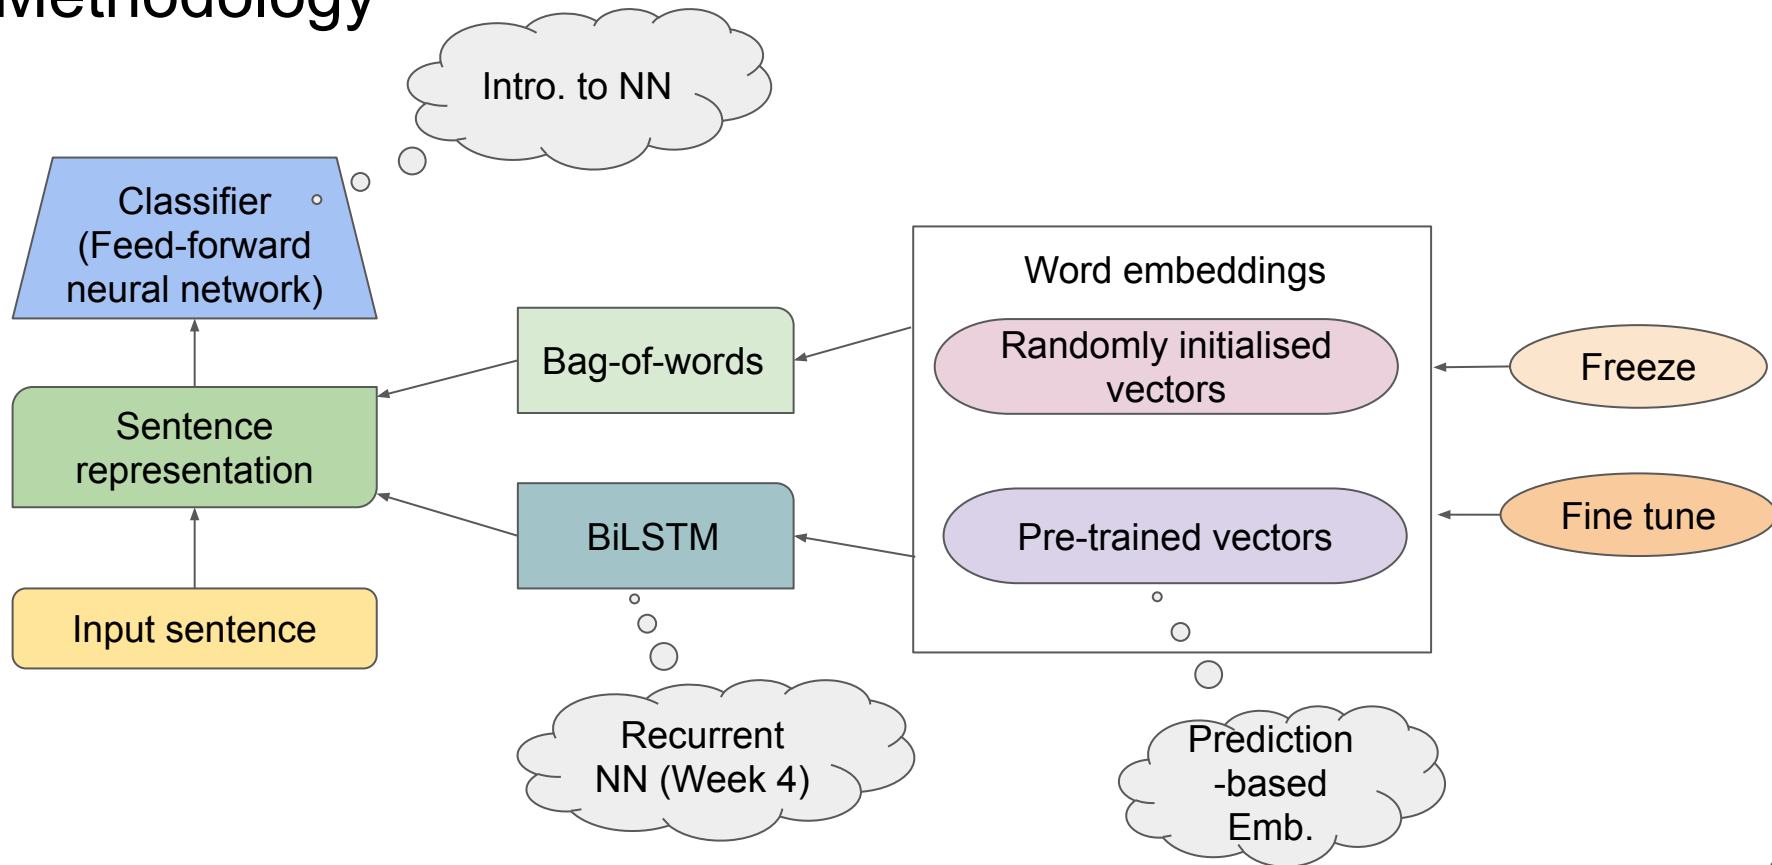 Methodology
Intro. to NN
Classifier
(Feed-forward
neural network)
Word embeddings
Bag-of-words
Randomly initialised
vectors
Freeze
Sentence
representation
BiLSTM
Pre-trained vectors
Fine tune
Input sentence
Recurrent
NN (Week 4)
Prediction
-based
Emb.